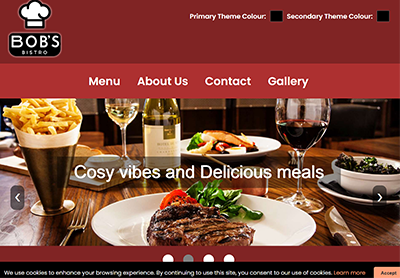 Primary Theme Colour: Secondary Theme Colour:
BOB'S
BISTRO
Menu About Us Contact Gallery
Cosy vibes and Delicious meals
We use cookies to enhance your browsing experience. By continuing to use this site, you consent to our use of cookies. Learn more Accept